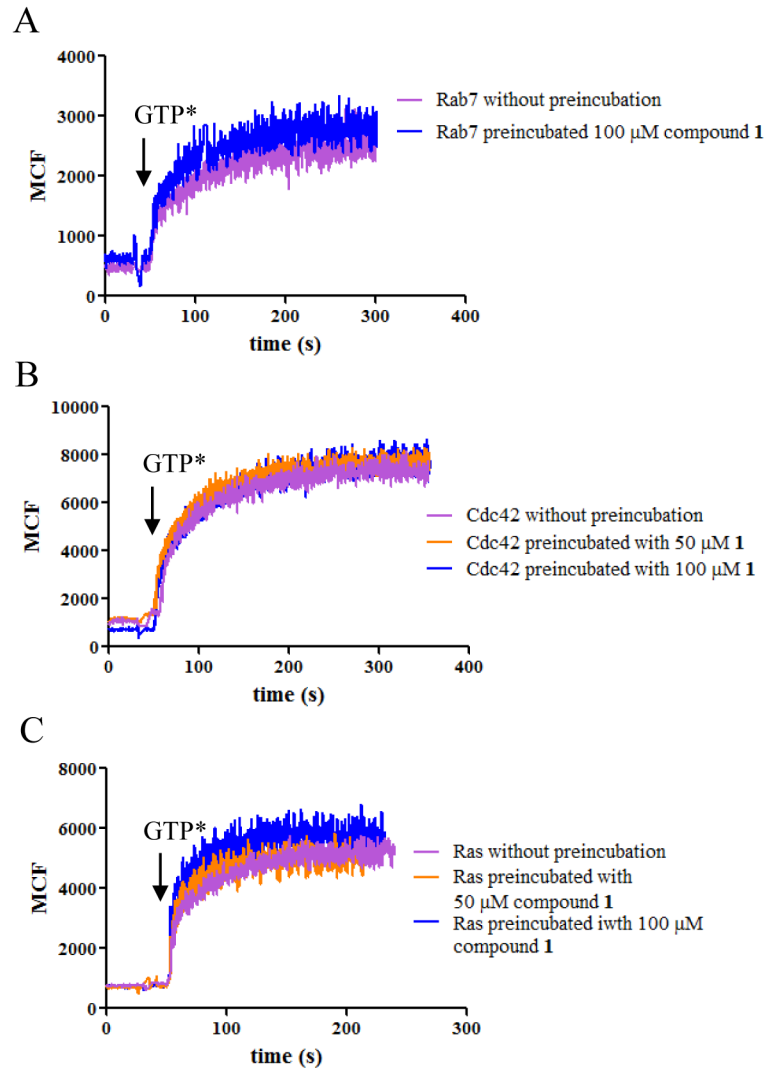 A
4000
3000
2000
1000
0
MCF
GTP*
Rab7 without preincubation
Rab7 preincubated 100 μM compound 1
0 100 200 300 400
time (s)
B
10000
8000
6000
4000
2000
0
MCF
GTP*
Cdc42 without preincubation
Cdc42 preincubated with 50 μM 1
Cdc42 preincubated with 100 μM 1
0 100 200 300 400
time (s)
C
8000
6000
4000
2000
0
MCF
GTP*
Ras without preincubation
Ras preincubated with
50 μM compound 1
Ras preincubated iwth 100 μM
compound 1
0 100 200 300
time (s)